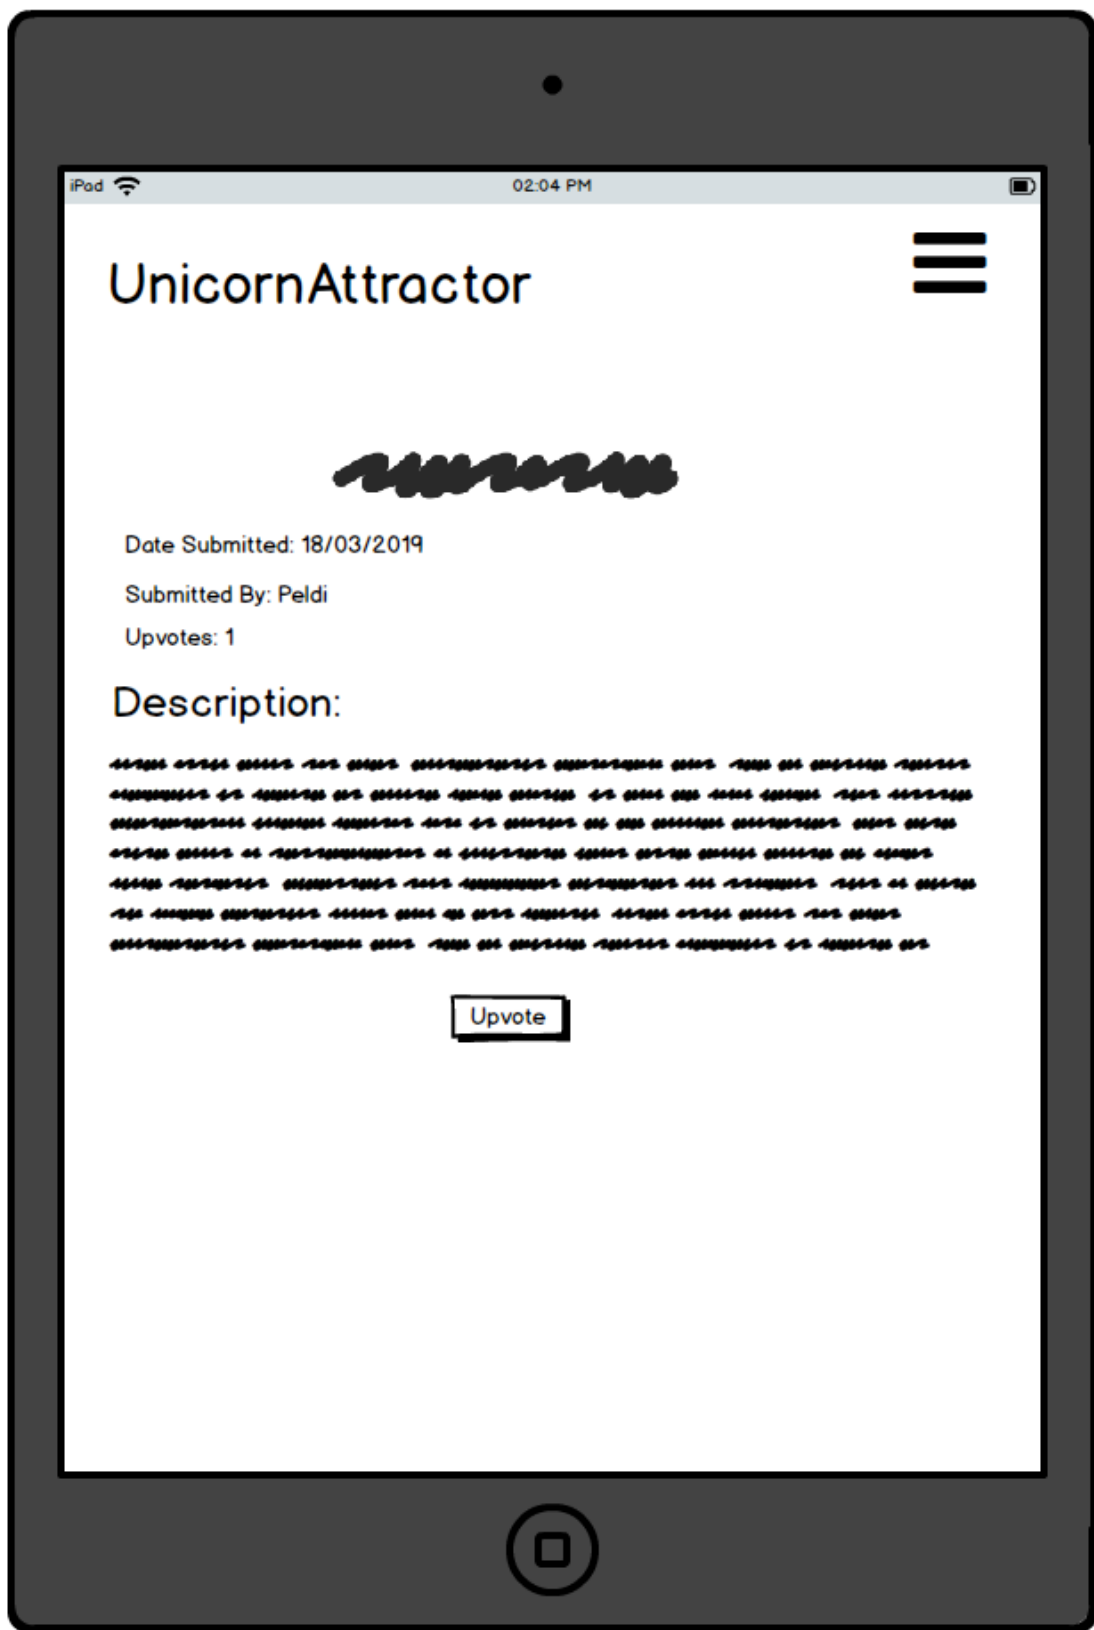 iPad
02:04 PM
UnicornAttractor
Date Submitted: 18/03/2019
Submitted By: Peldi
Upvotes: 1
Description:
Upvote